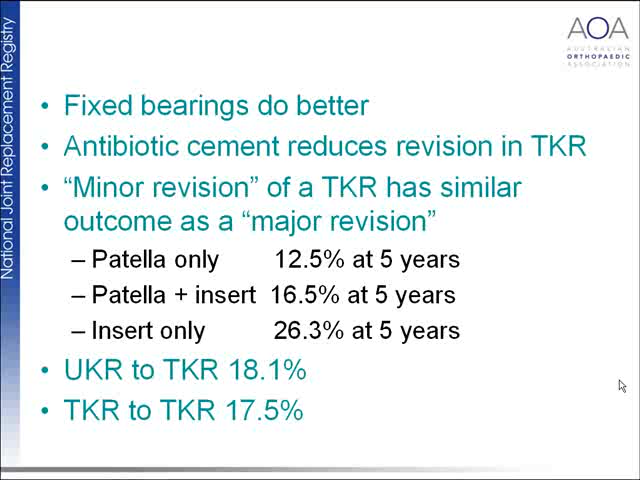 National Joint Replacement Registry
AOA
AUSTRALIAN
ORTHOPAEDIC
ASSOCIATION
• Fixed bearings do better
• Antibiotic cement reduces revision in TKR
• “Minor revision” of a TKR has similar
outcome as a “major revision”
– Patella only 12.5% at 5 years
– Patella + insert 16.5% at 5 years
– Insert only 26.3% at 5 years
• UKR to TKR 18.1%
• TKR to TKR 17.5%